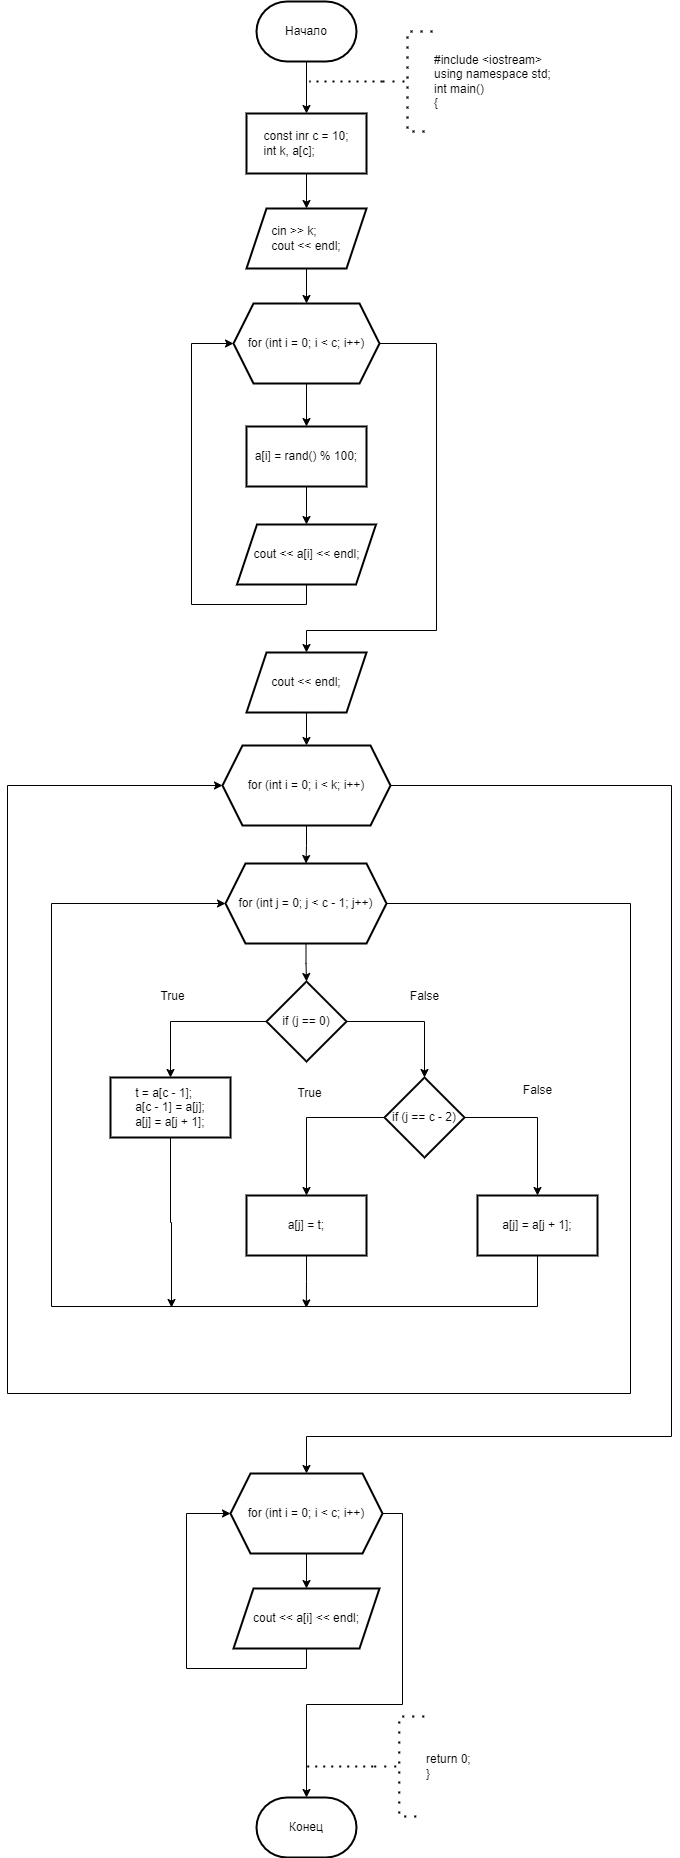 Начало
#include <iostream>
using namespace std;
int main()
{
const inr c = 10;
int k, a[c];
cin >> k;
cout << endl;
for (int i = 0; i < c; i++)
a[i] = rand() % 100;
cout << a[i] << endl;
cout << endl;
for (int i = 0; i < k; i++)
for (int j = 0; j < c - 1; j++)
True
False
if (j == 0)
t = a[c - 1];
a[c - 1] = a[j];
a[j] = a[j + 1];
True
False
if (j == c - 2)
a[j] = t;
a[j] = a[j + 1];
for (int i = 0; i < c; i++)
cout << a[i] << endl;
return 0;
}
Конец